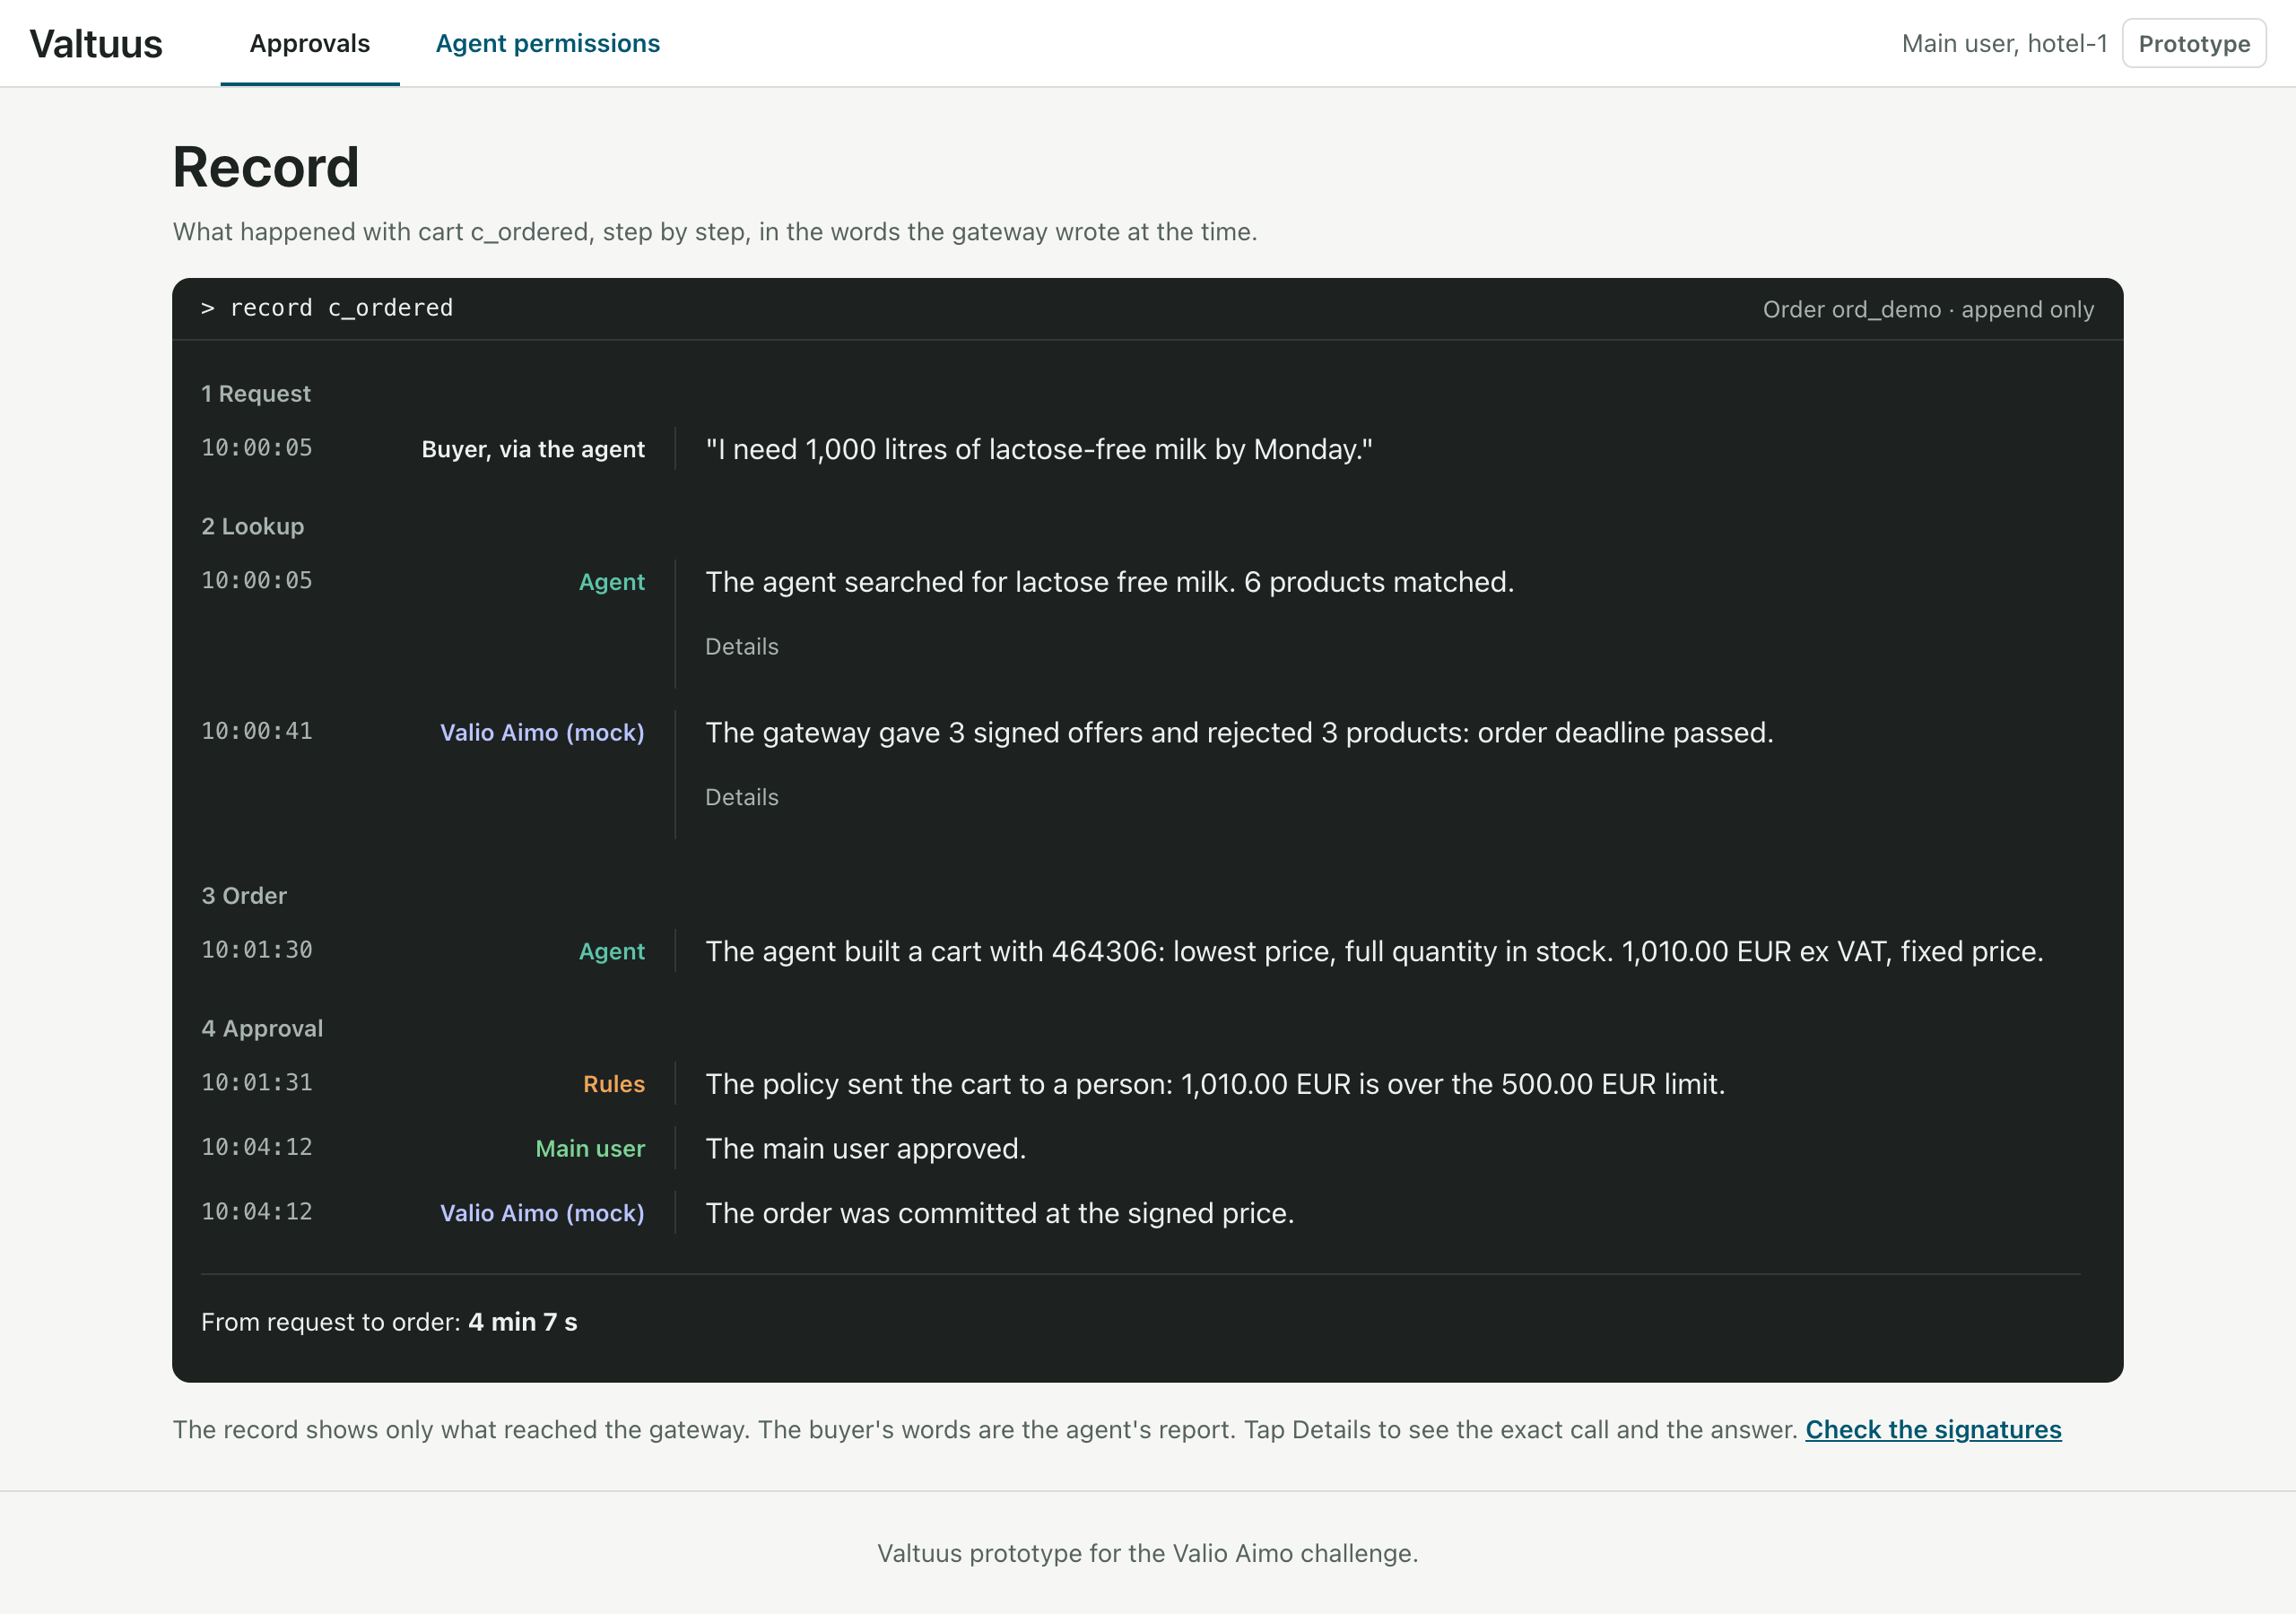 Valtuus Approvals Agent permissions Main user, hotel-1 Prototype
Record
What happened with cart c_ordered, step by step, in the words the gateway wrote at the time.
> record c_ordered Order ord_demo · append only
1 Request
10:00:05 Buyer, via the agent "I need 1,000 litres of lactose-free milk by Monday."
2 Lookup
10:00:05 Agent The agent searched for lactose free milk. 6 products matched.
Details
10:00:41 Valio Aimo (mock) The gateway gave 3 signed offers and rejected 3 products: order deadline passed.
Details
3 Order
10:01:30 Agent The agent built a cart with 464306: lowest price, full quantity in stock. 1,010.00 EUR ex VAT, fixed price.
4 Approval
10:01:31 Rules The policy sent the cart to a person: 1,010.00 EUR is over the 500.00 EUR limit.
10:04:12 Main user The main user approved.
10:04:12 Valio Aimo (mock) The order was committed at the signed price.
From request to order: 4 min 7 s
The record shows only what reached the gateway. The buyer's words are the agent's report. Tap Details to see the exact call and the answer. Check the signatures
Valtuus prototype for the Valio Aimo challenge.